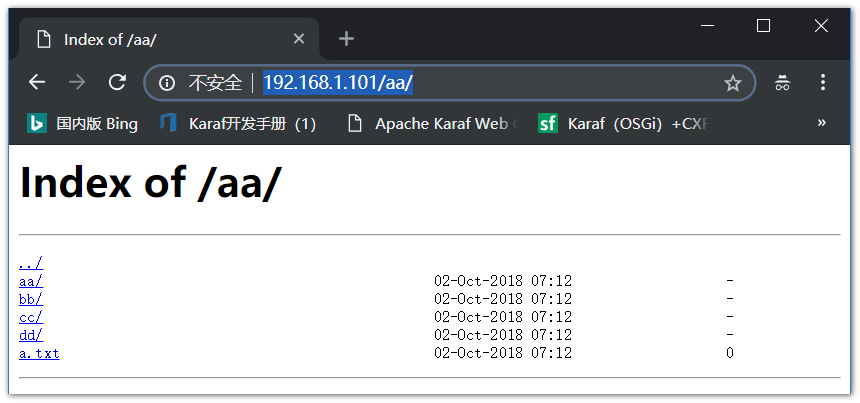 Index of /aa/
不安全 192.168.1.101/aa/
国内版 Bing Karaf开发手册（1） Apache Karaf Web Karaf（OSGi）+CXF »
Index of /aa/
../
aa/ 02-Oct-2018 07:12 -
bb/ 02-Oct-2018 07:12 -
cc/ 02-Oct-2018 07:12 -
dd/ 02-Oct-2018 07:12 -
a.txt 02-Oct-2018 07:12 0